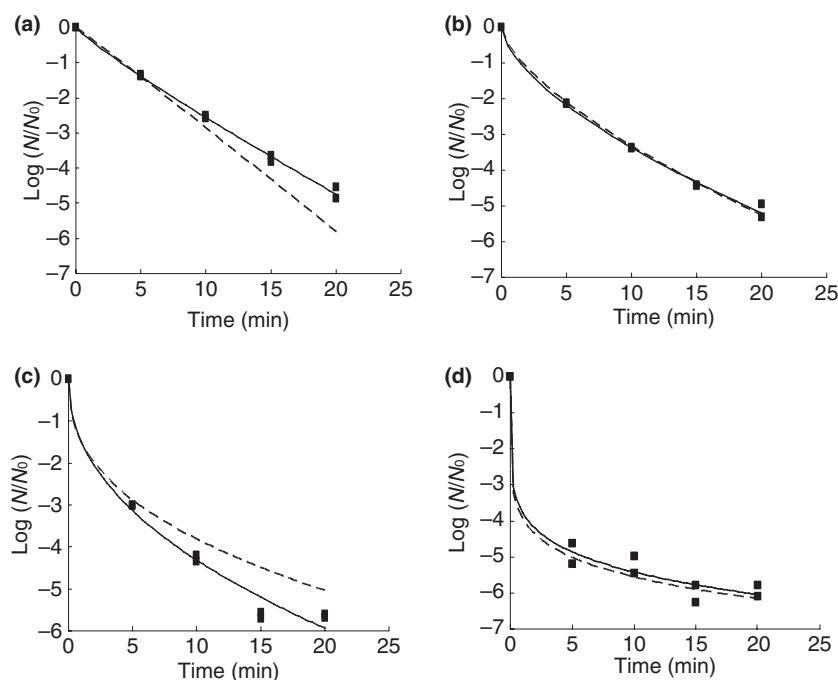 (a)
0
–1
–2
–3
–4
–5
–6
–7
Log (N/N0)
0 5 10 15 20 25
Time (min)
(b)
0
–1
–2
–3
–4
–5
–6
–7
Log (N/N0)
0 5 10 15 20 25
Time (min)
(c)
0
–1
–2
–3
–4
–5
–6
Log (N/N0)
0 5 10 15 20 25
Time (min)
(d)
0
–1
–2
–3
–4
–5
–6
–7
Log (N/N0)
0 5 10 15 20 25
Time (min)